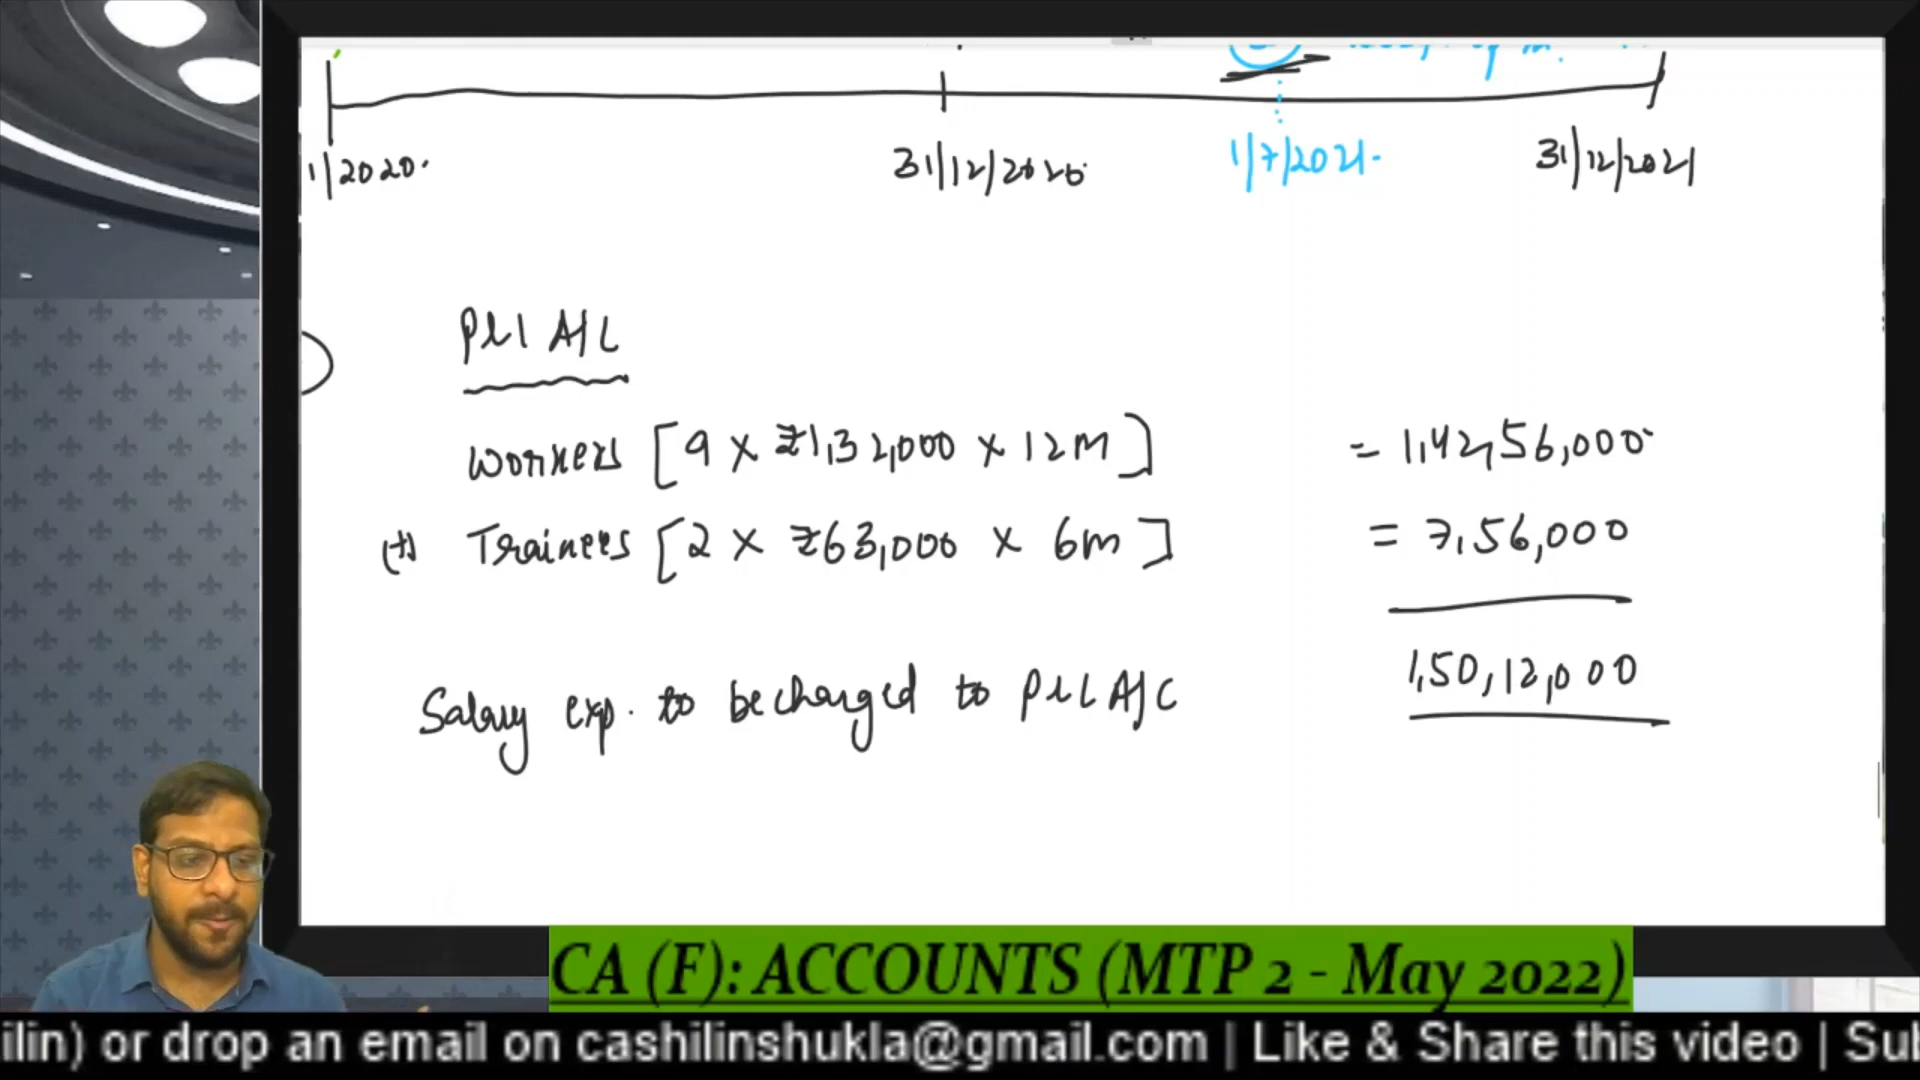 1/2020.
31/12/2020.
1/7/2021.
31/12/2021
P&L A/C
Workers [9 X ₹1,32,000 X 12M] = 1,42,56,000
(+) Trainees [2 X ₹63,000 X 6m] = 7,56,000
1,50,12,000
Salary exp. to be charged to P&L A/C
CA (F): ACCOUNTS (MTP 2 - May 2022)
ilin) or drop an email on cashilinshukla@gmail.com | Like & Share this video | Sub